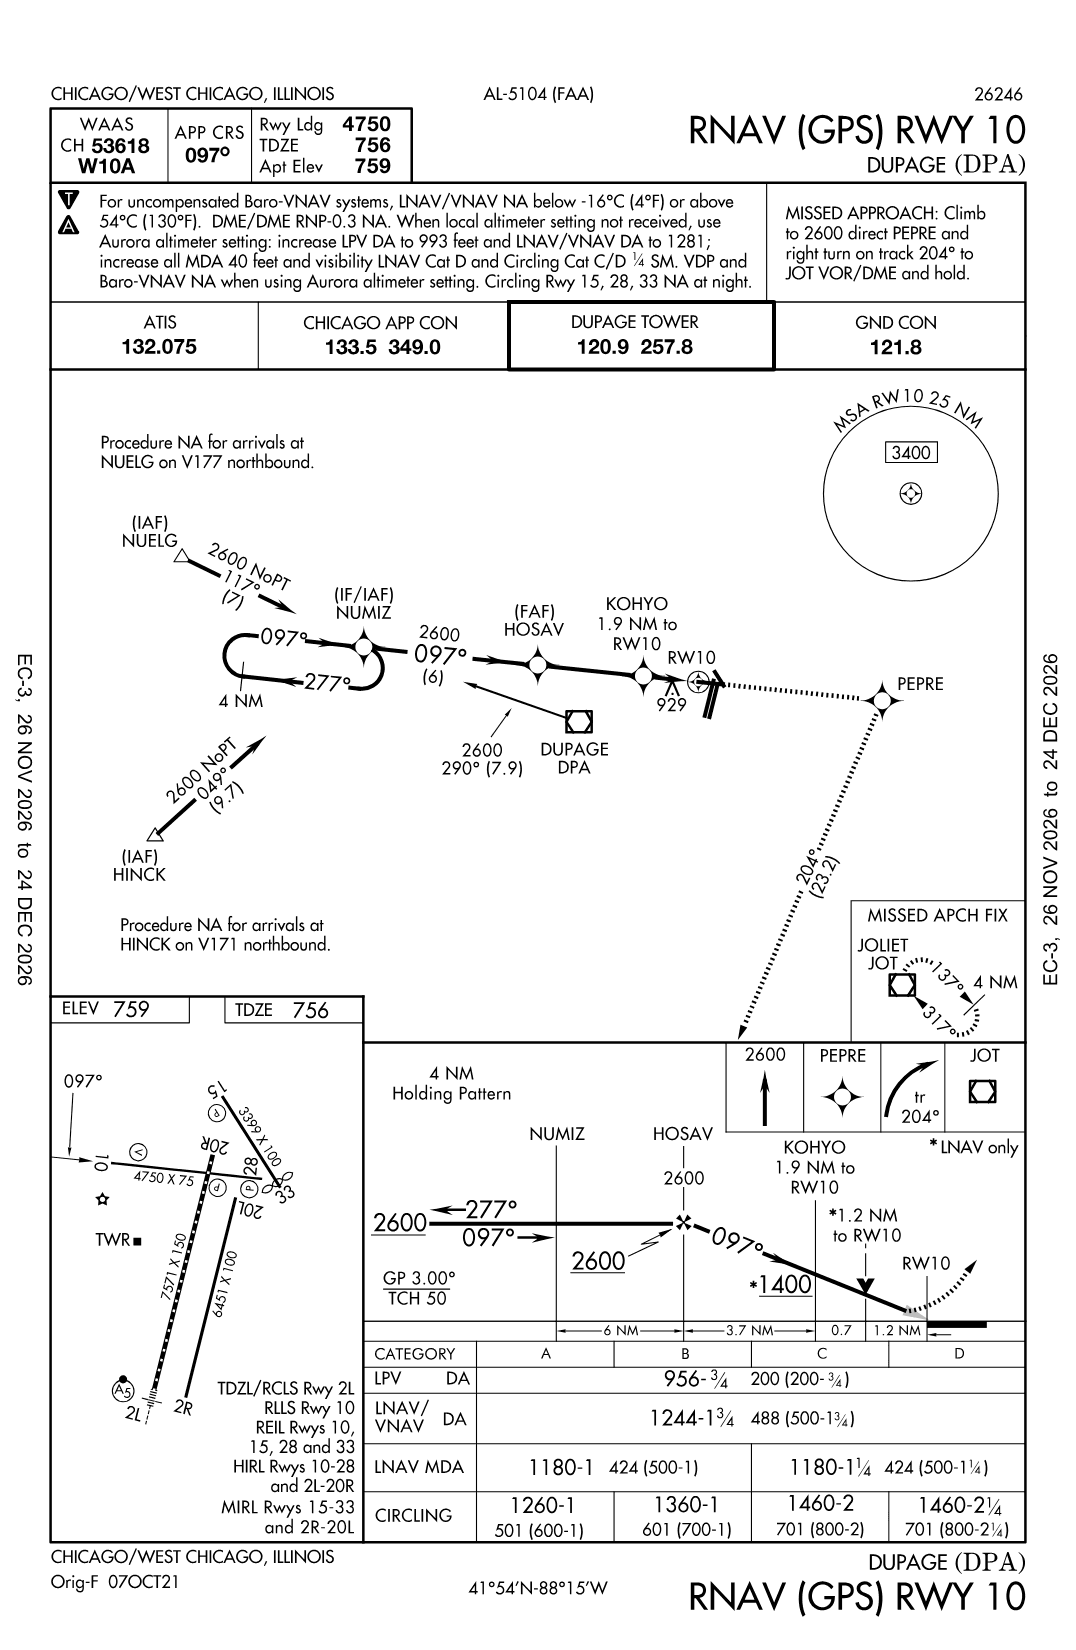 CHICAGO/WEST CHICAGO, ILLINOIS
AL-5104 (FAA)
26246
WAAS
CH 53618
W10A
APP CRS
097°
Rwy Ldg 4750
TDZE 756
Apt Elev 759
RNAV (GPS) RWY 10
DUPAGE (DPA)
T
A
For uncompensated Baro-VNAV systems, LNAV/VNAV NA below -16°C (4°F) or above
54°C (130°F). DME/DME RNP-0.3 NA. When local altimeter setting not received, use
Aurora altimeter setting: increase LPV DA to 993 feet and LNAV/VNAV DA to 1281;
increase all MDA 40 feet and visibility LNAV Cat D and Circling Cat C/D ¼ SM. VDP and
Baro-VNAV NA when using Aurora altimeter setting. Circling Rwy 15, 28, 33 NA at night.
MISSED APPROACH: Climb
to 2600 direct PEPRE and
right turn on track 204° to
JOT VOR/DME and hold.
ATIS
132.075
CHICAGO APP CON
133.5 349.0
DUPAGE TOWER
120.9 257.8
GND CON
121.8
MSA RW10 25 NM
3400
Procedure NA for arrivals at
NUELG on V177 northbound.
(IAF)
NUELG
2600 NoPT
117°
(7)
(IF/IAF)
NUMIZ
097°
277°
4 NM
2600
097°
(6)
(FAF)
HOSAV
KOHYO
1.9 NM to
RW10
RW10
929
PEPRE
2600
290° (7.9)
DUPAGE
DPA
2600 NoPT
049°
(9.7)
(IAF)
HINCK
204°
(23.2)
Procedure NA for arrivals at
HINCK on V171 northbound.
MISSED APCH FIX
JOLIET
JOT
137°
317°
4 NM
EC-3, 26 NOV 2026 to 24 DEC 2026
EC-3, 26 NOV 2026 to 24 DEC 2026
ELEV 759
TDZE 756
097°
15
P
3399 X 100
20R
V
10
4750 X 75
28
P
P
33
20L
TWR
7571 X 150
6451 X 100
A5
2L
2R
TDZL/RCLS Rwy 2L
RLLS Rwy 10
REIL Rwys 10,
15, 28 and 33
HIRL Rwys 10-28
and 2L-20R
MIRL Rwys 15-33
and 2R-20L
4 NM
Holding Pattern
2600
PEPRE
tr
204°
JOT
*LNAV only
NUMIZ
HOSAV
2600
KOHYO
1.9 NM to
RW10
277°
2600
097°
2600
097°
*1.2 NM
to RW10
RW10
*1400
GP 3.00°
TCH 50
6 NM
3.7 NM
0.7
1.2 NM
CATEGORY A B C D
LPV DA 956-¾ 200 (200-¾)
LNAV/
VNAV DA 1244-1¾ 488 (500-1¾)
LNAV MDA 1180-1 424 (500-1) 1180-1¼ 424 (500-1¼)
CIRCLING
1260-1 1360-1 1460-2 1460-2¼
501 (600-1) 601 (700-1) 701 (800-2) 701 (800-2¼)
CHICAGO/WEST CHICAGO, ILLINOIS
Orig-F 07OCT21
41°54'N-88°15'W
DUPAGE (DPA)
RNAV (GPS) RWY 10